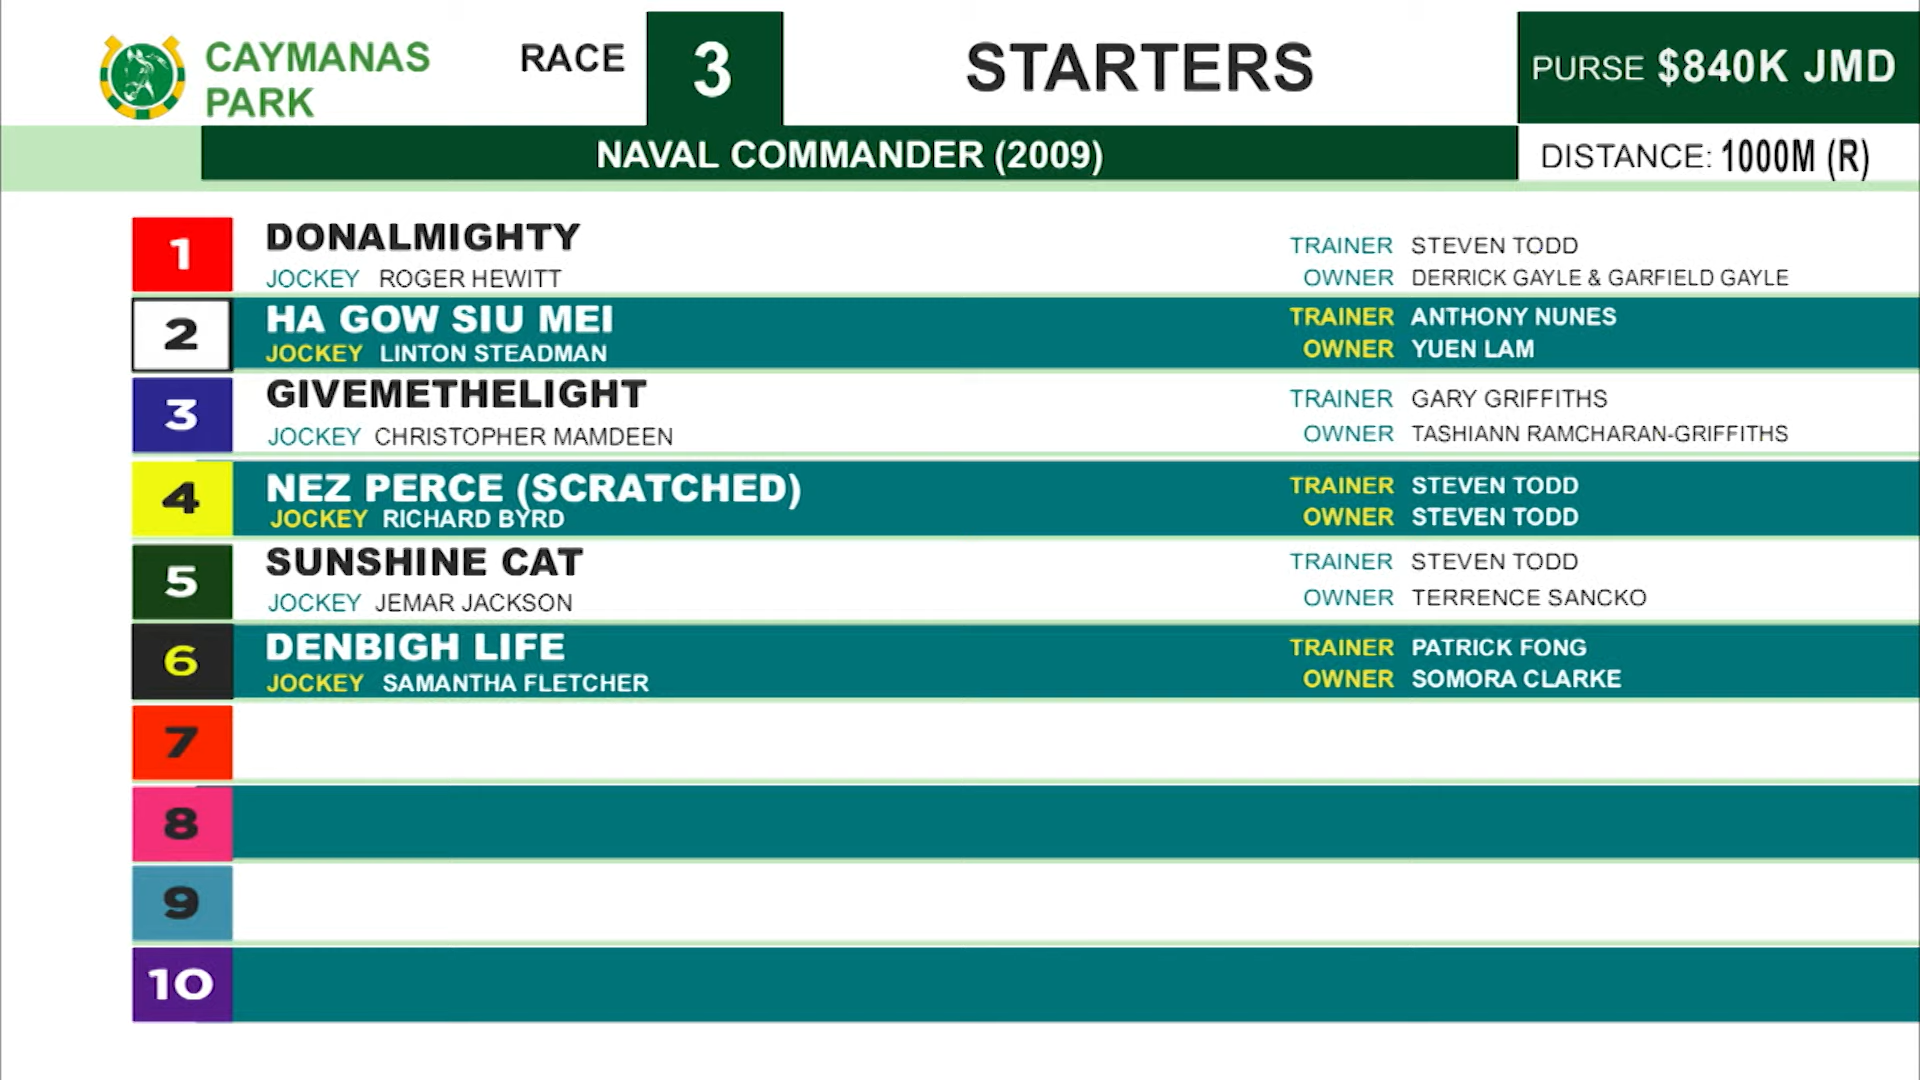 CAYMANAS
PARK
RACE 3
STARTERS
PURSE $840K JMD
NAVAL COMMANDER (2009)
DISTANCE: 1000M (R)
1 DONALMIGHTY
JOCKEY ROGER HEWITT
TRAINER STEVEN TODD
OWNER DERRICK GAYLE & GARFIELD GAYLE
2 HA GOW SIU MEI
JOCKEY LINTON STEADMAN
TRAINER ANTHONY NUNES
OWNER YUEN LAM
3 GIVEMETHELIGHT
JOCKEY CHRISTOPHER MAMDEEN
TRAINER GARY GRIFFITHS
OWNER TASHIANN RAMCHARAN-GRIFFITHS
4 NEZ PERCE (SCRATCHED)
JOCKEY RICHARD BYRD
TRAINER STEVEN TODD
OWNER STEVEN TODD
5 SUNSHINE CAT
JOCKEY JEMAR JACKSON
TRAINER STEVEN TODD
OWNER TERRENCE SANCKO
6 DENBIGH LIFE
JOCKEY SAMANTHA FLETCHER
TRAINER PATRICK FONG
OWNER SOMORA CLARKE
7
8
9
10